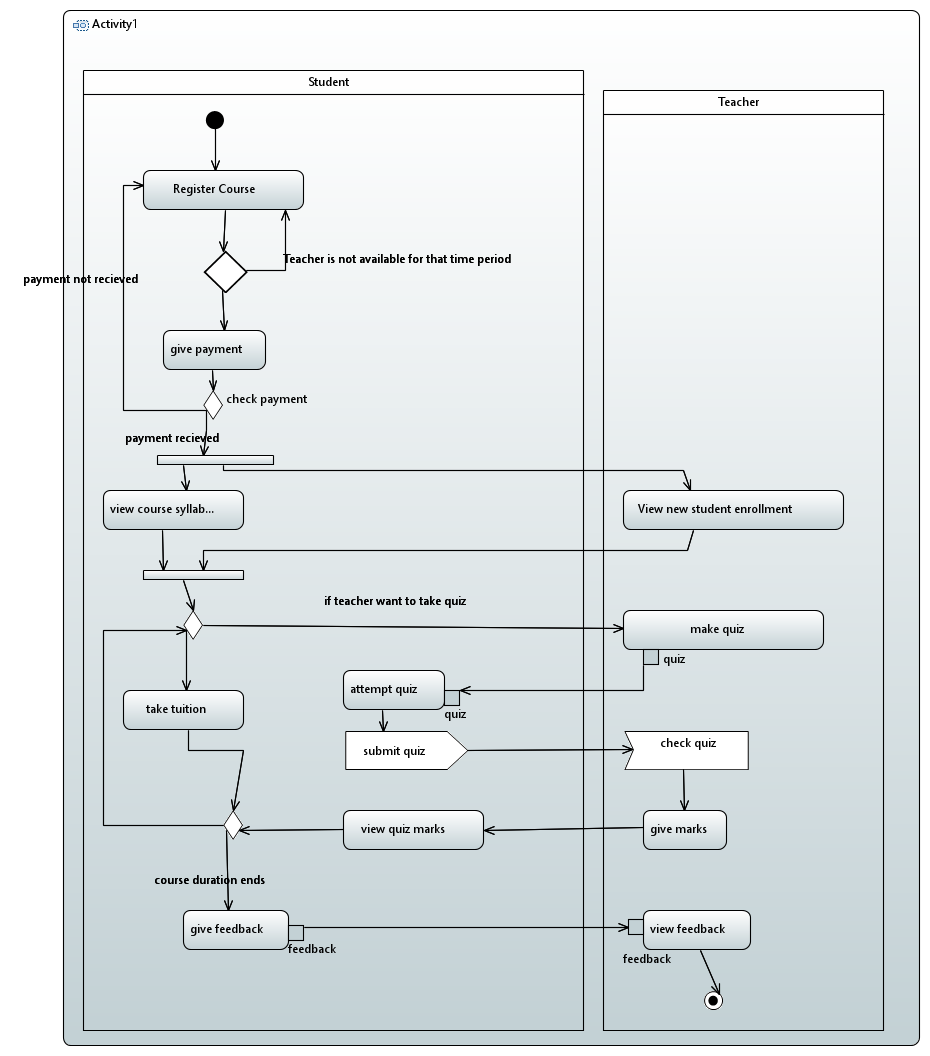 Activity1
Student
Teacher
Register Course
Teacher is not available for that time period
payment not recieved
give payment
check payment
payment recieved
view course syllab...
View new student enrollment
if teacher want to take quiz
make quiz
quiz
attempt quiz
quiz
take tuition
submit quiz
check quiz
view quiz marks
give marks
course duration ends
give feedback
feedback
view feedback
feedback